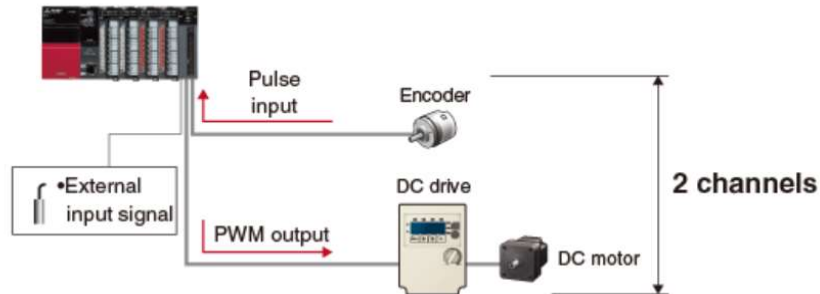 Pulse
input
Encoder
•External
input signal
DC drive
PWM output
DC motor
2 channels